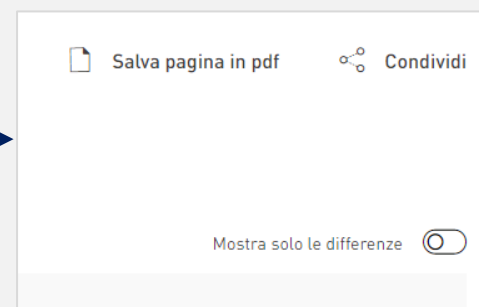 Salva pagina in pdf Condividi
Mostra solo le differenze